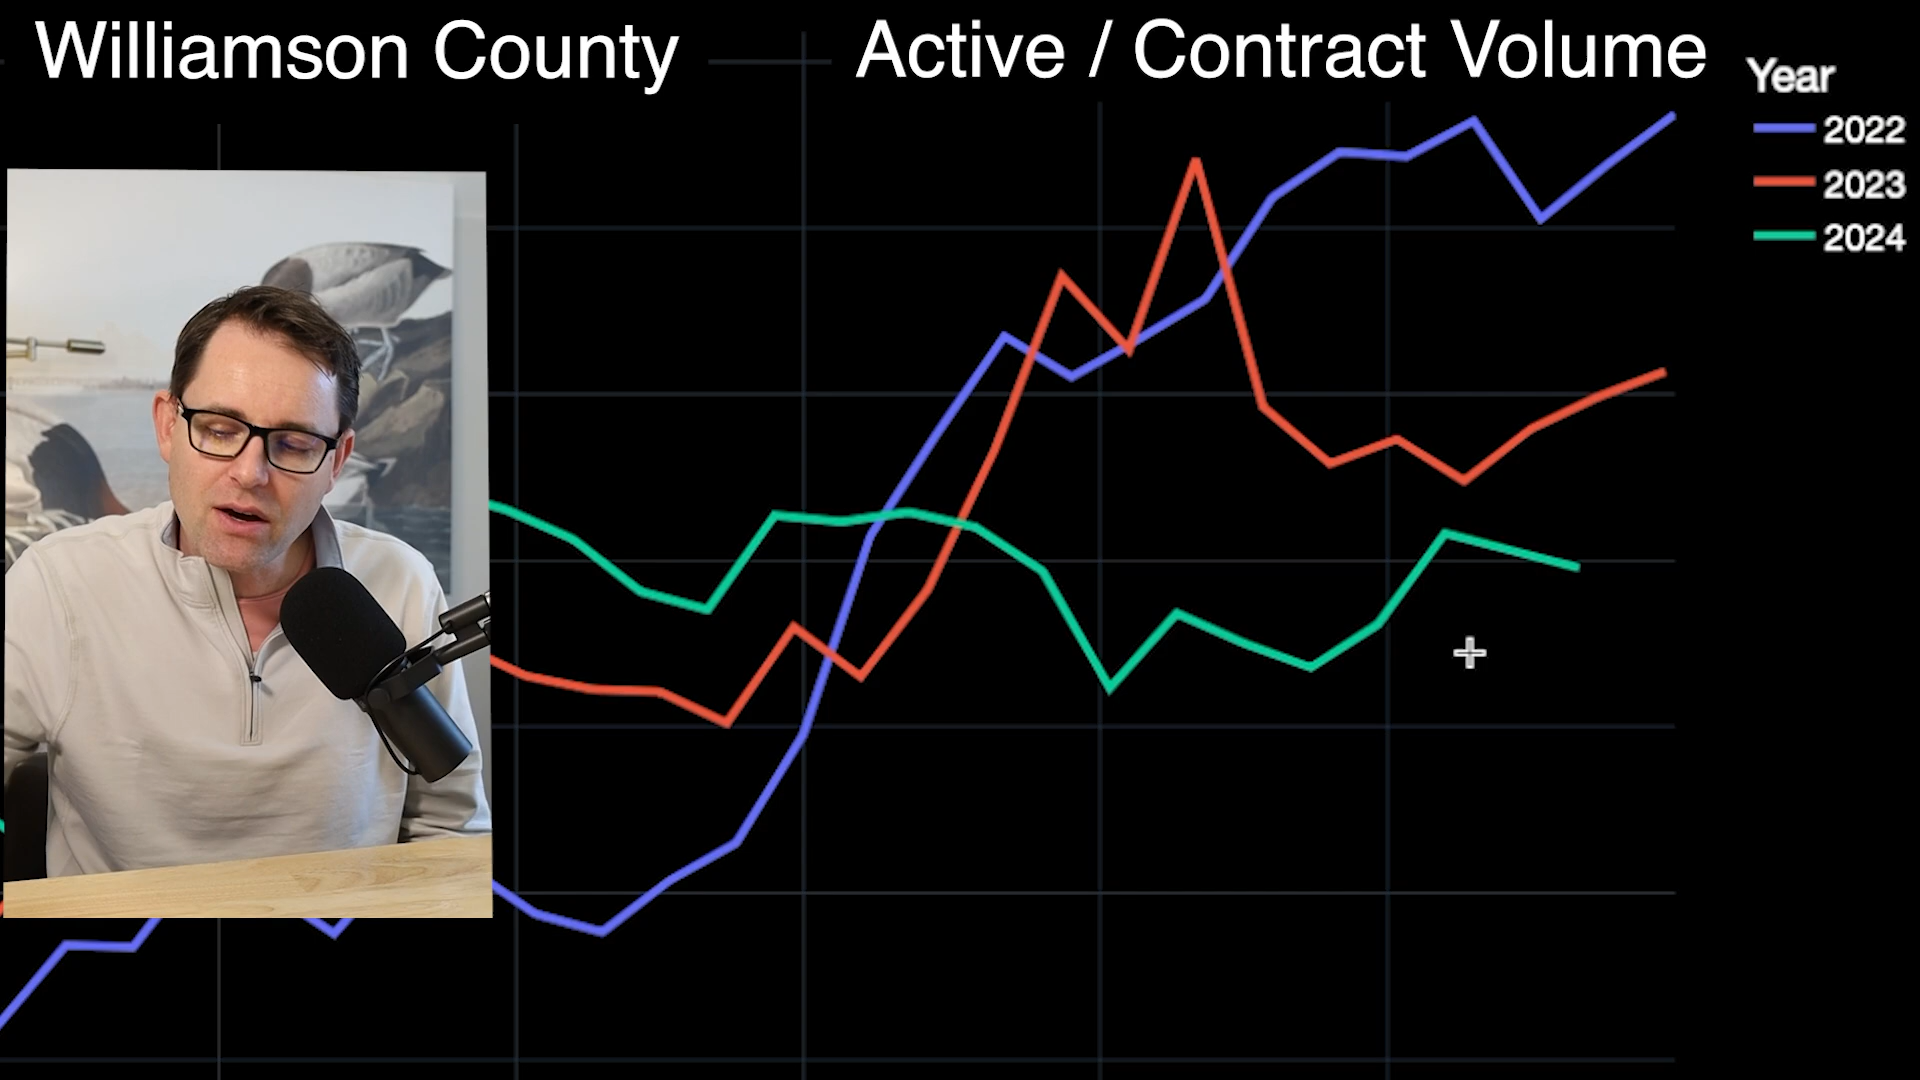 Williamson County
Active / Contract Volume
Year
2022
2023
2024